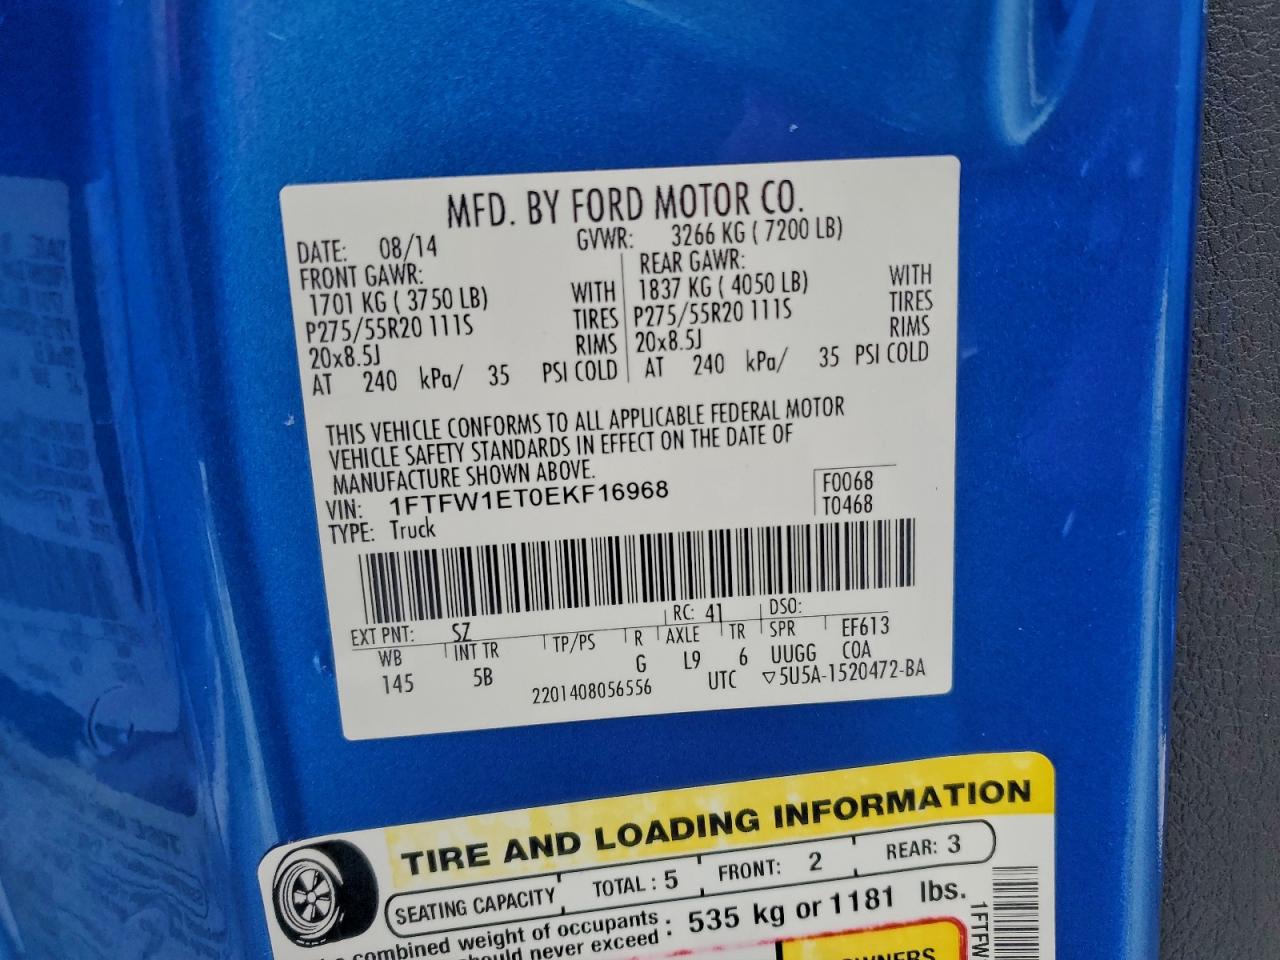 MFD. BY FORD MOTOR CO.
DATE: 08/14 GVWR: 3266 KG ( 7200 LB)
FRONT GAWR: REAR GAWR:
1701 KG ( 3750 LB) WITH 1837 KG ( 4050 LB) WITH
P275/55R20 111S TIRES P275/55R20 111S TIRES
20x8.5J RIMS 20x8.5J RIMS
AT 240 kPa/ 35 PSI COLD AT 240 kPa/ 35 PSI COLD
THIS VEHICLE CONFORMS TO ALL APPLICABLE FEDERAL MOTOR
VEHICLE SAFETY STANDARDS IN EFFECT ON THE DATE OF
MANUFACTURE SHOWN ABOVE.
VIN: 1FTFW1ET0EKF16968 F0068
TYPE: Truck T0468
EXT PNT: SZ RC: 41 DSO:
WB INT TR TP/PS R AXLE TR SPR EF613
145 5B G L9 6 UUGG COA
2201408056556 UTC ▽5U5A-1520472-BA
TIRE AND LOADING INFORMATION
SEATING CAPACITY TOTAL : 5 FRONT: 2 REAR: 3
combined weight of occupants : 535 kg or 1181 lbs.
should never exceed :
1FTFW